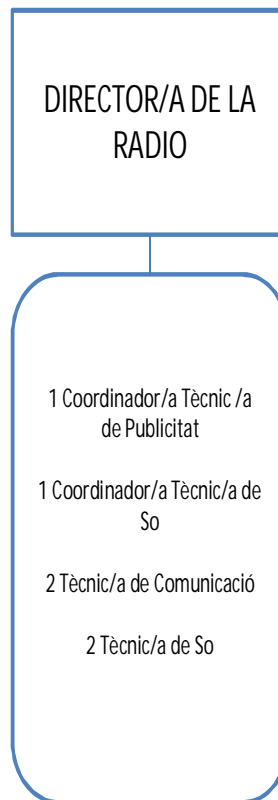 DIRECTOR/A DE LA
RADIO
1 Coordinador/a Tècnic /a
de Publicitat
1 Coordinador/a Tècnic/a de
So
2 Tècnic/a de Comunicació
2 Tècnic/a de So